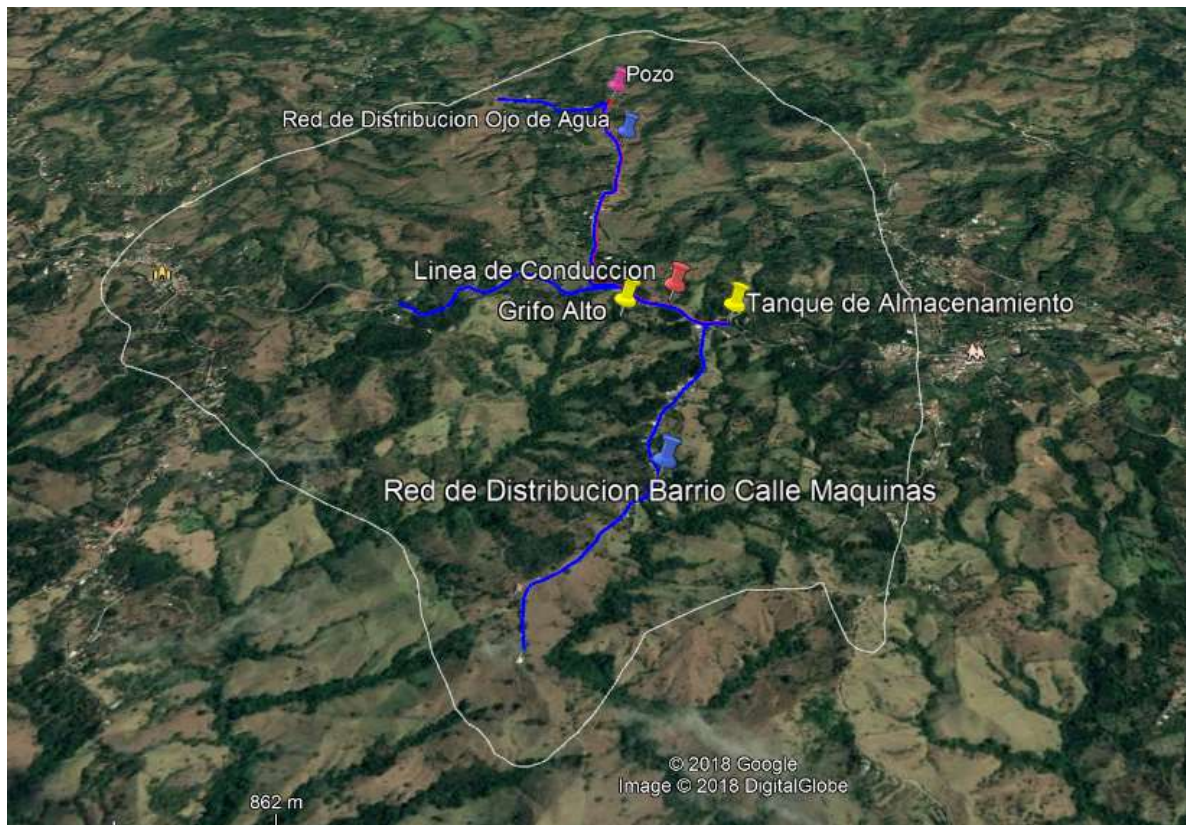 Pozo
Red de Distribucion Ojo de Agua
Linea de Conduccion
Grifo Alto
Tanque de Almacenamiento
Red de Distribucion Barrio Calle Maquinas
© 2018 Google
Image © 2018 DigitalGlobe
862 m